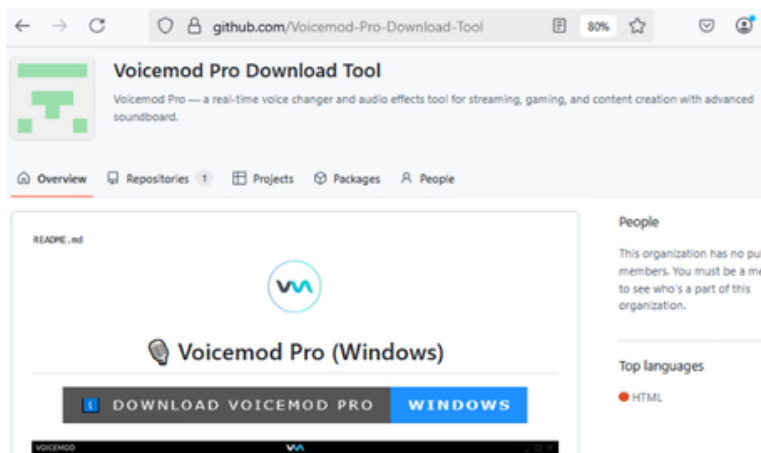 github.com/Voicemod-Pro-Download-Tool
80%
Voicemod Pro Download Tool
Voicemod Pro — a real-time voice changer and audio effects tool for streaming, gaming, and content creation with advanced
soundboard.
Overview
Repositories 1
Projects
Packages
People
README.md
Voicemod Pro (Windows)
DOWNLOAD VOICEMOD PRO WINDOWS
VOICEMOD
People
This organization has no pu
members. You must be a me
to see who's a part of this
organization.
Top languages
HTML